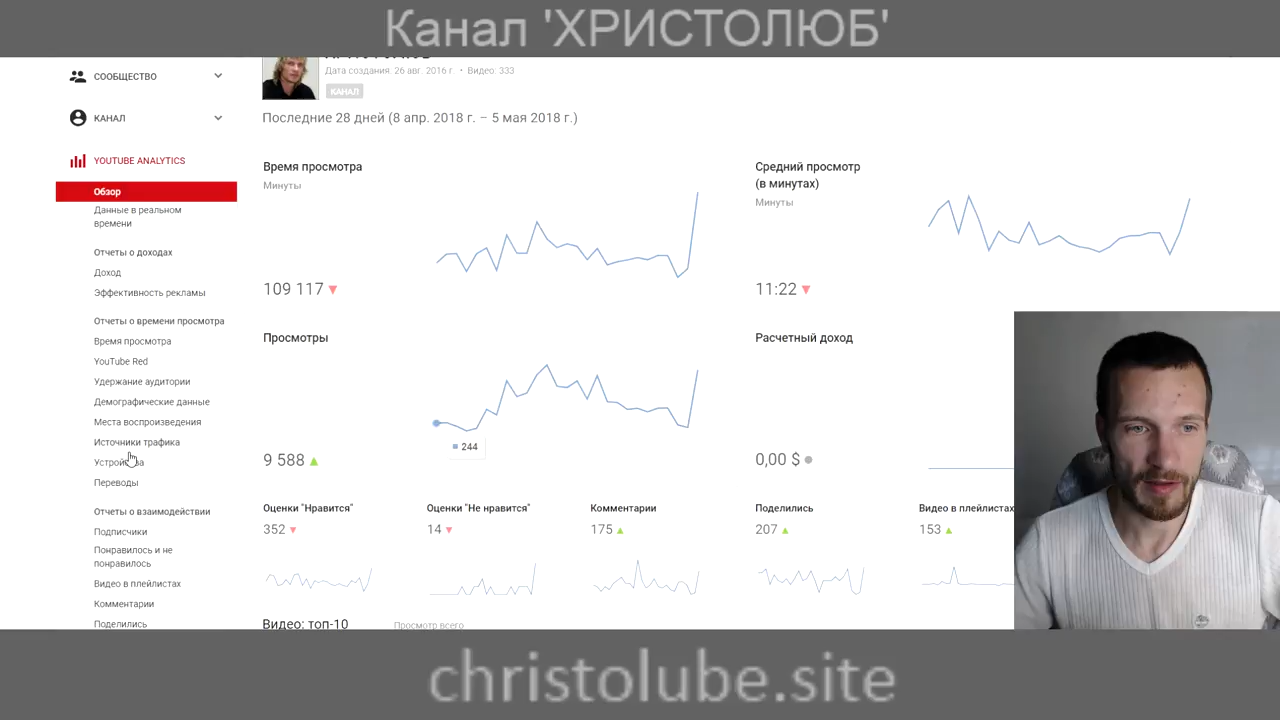 Канал 'ХРИСТОЛЮБ'
СООБЩЕСТВО
Дата создания: 26 авг. 2016 г. • Видео: 333
КАНАЛ
КАНАЛ
Последние 28 дней (8 апр. 2018 г. – 5 мая 2018 г.)
YOUTUBE ANALYTICS
Обзор
Данные в реальном
времени
Отчеты о доходах
Доход
Эффективность рекламы
Отчеты о времени просмотра
Время просмотра
YouTube Red
Удержание аудитории
Демографические данные
Места воспроизведения
Источники трафика
Устройства
Переводы
Отчеты о взаимодействии
Подписчики
Понравилось и не
понравилось
Видео в плейлистах
Комментарии
Поделились
Время просмотра
Минуты
109 117
Средний просмотр
(в минутах)
Минуты
11:22
Просмотры
244
9 588
Расчетный доход
0,00 $
Оценки "Нравится"
352
Оценки "Не нравится"
14
Комментарии
175
Поделились
207
Видео в плейлистах
153
Видео: топ-10
Просмотр всего
christolube.site